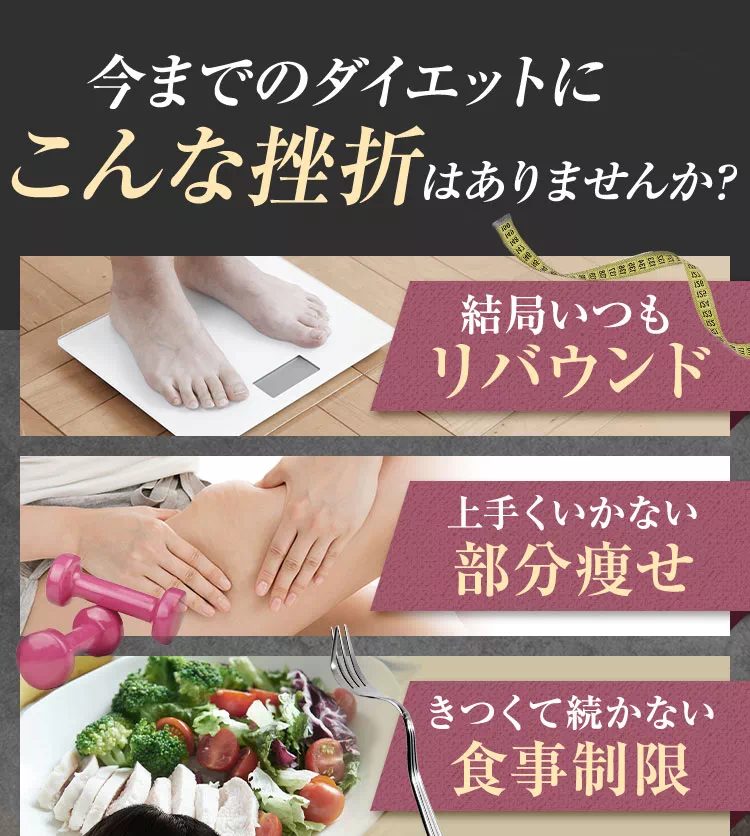 今までのダイエットに
こんな挫折はありませんか?
結局いつも
リバウンド
上手くいかない
部分痩せ
きつくて続かない
食事制限